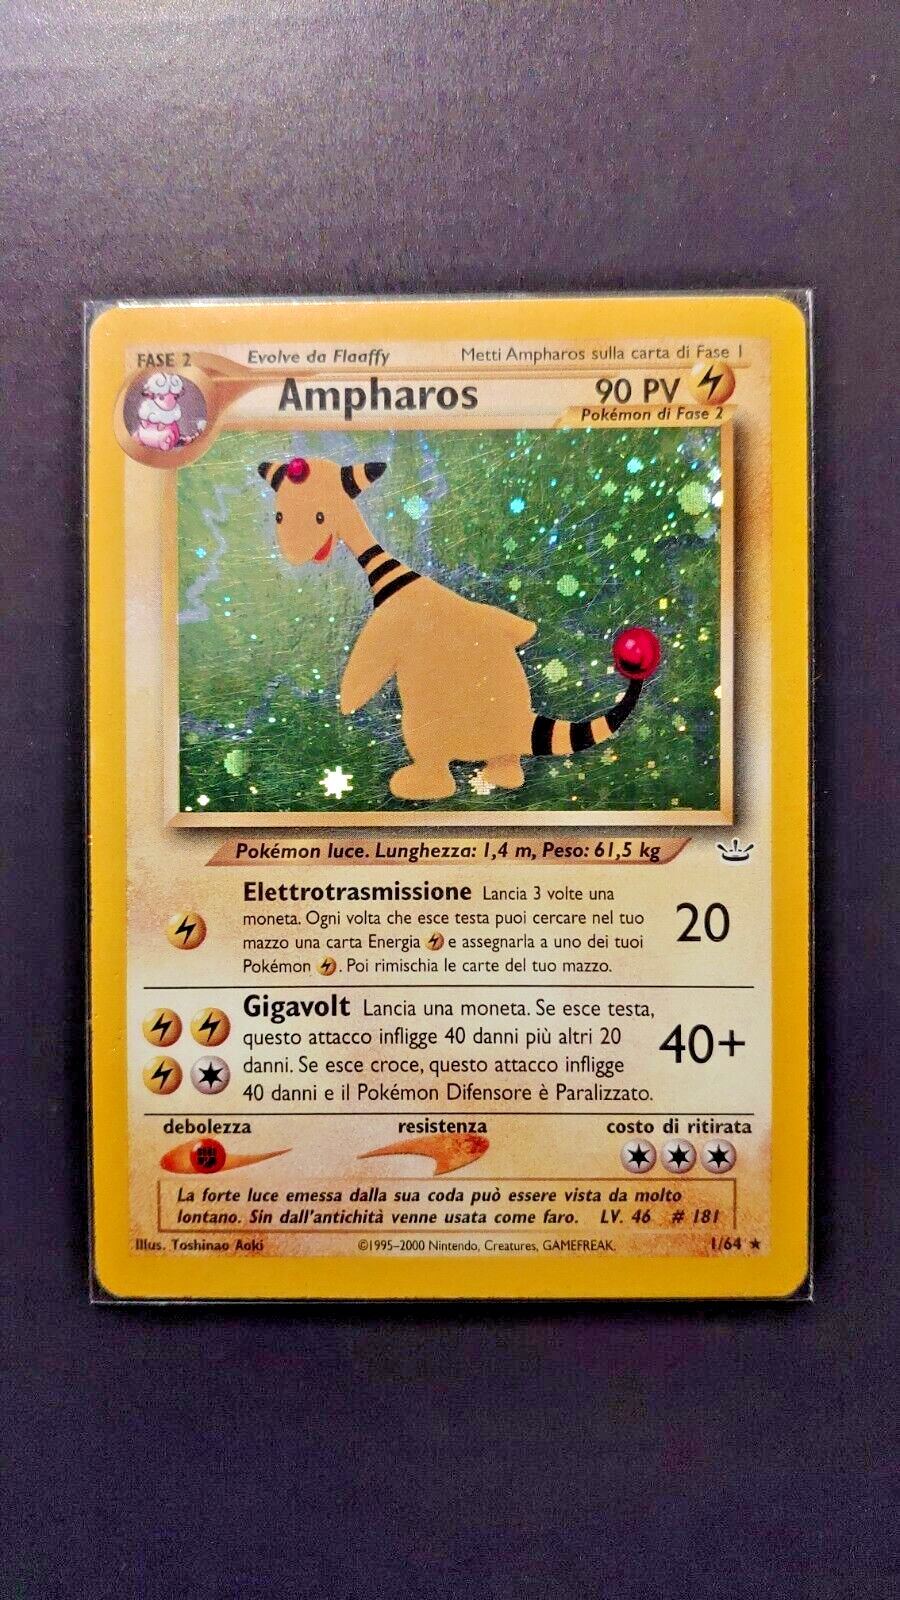 FASE 2
Evolve da Flaaffy
Metti Ampharos sulla carta di Fase 1
Ampharos
90 PV
Pokémon di Fase 2
Pokémon luce. Lunghezza: 1,4 m, Peso: 61,5 kg
Elettrotrasmissione Lancia 3 volte una
moneta. Ogni volta che esce testa puoi cercare nel tuo
mazzo una carta Energia e assegnarla a uno dei tuoi
Pokémon . Poi rimischia le carte del tuo mazzo.
20
Gigavolt Lancia una moneta. Se esce testa,
questo attacco infligge 40 danni più altri 20
danni. Se esce croce, questo attacco infligge
40 danni e il Pokémon Difensore è Paralizzato.
40+
debolezza
resistenza
costo di ritirata
La forte luce emessa dalla sua coda può essere vista da molto
lontano. Sin dall'antichità venne usata come faro. LV. 46 # 181
Illus. Toshinao Aoki
©1995-2000 Nintendo, Creatures, GAMEFREAK.
1/64 ★